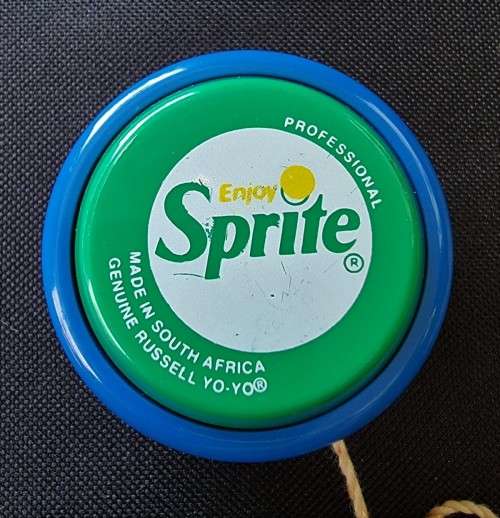 PROFESSIONAL
Enjoy
Sprite®
MADE IN SOUTH AFRICA
GENUINE RUSSELL YO-YO®